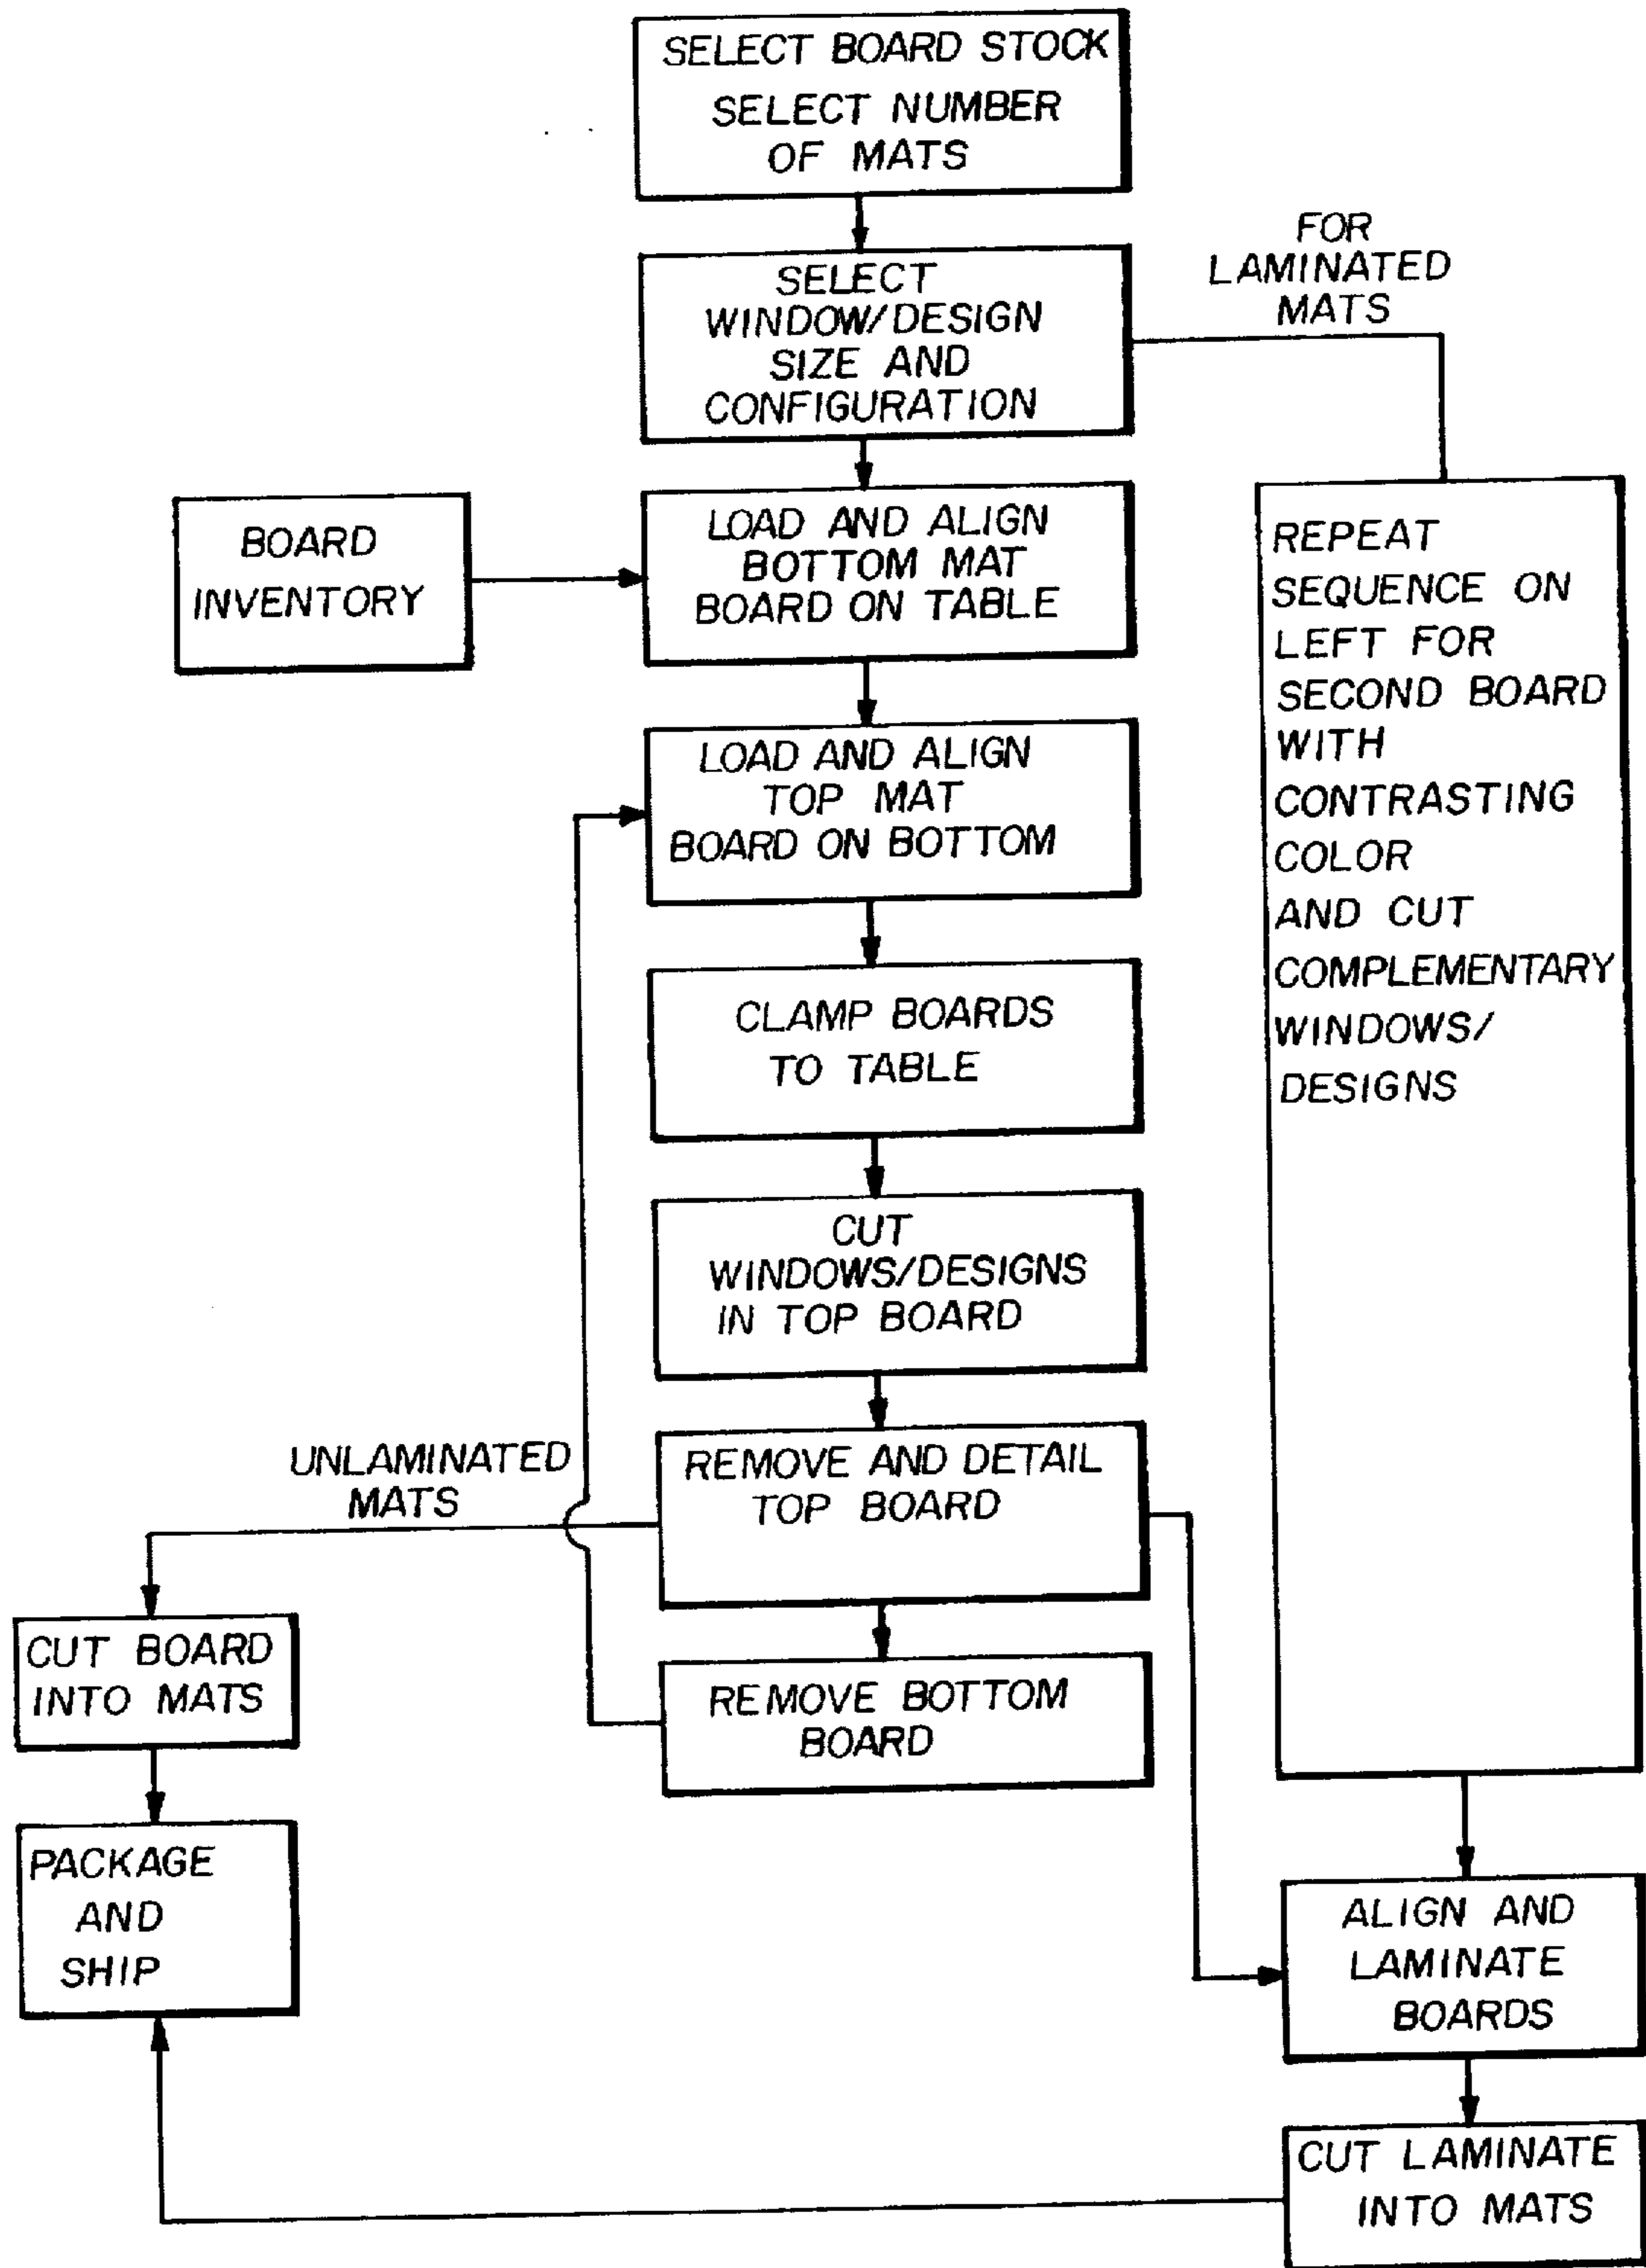 SELECT BOARD STOCK
SELECT NUMBER
OF MATS
SELECT
WINDOW/DESIGN
SIZE AND
CONFIGURATION
FOR
LAMINATED
MATS
BOARD
INVENTORY
LOAD AND ALIGN
BOTTOM MAT
BOARD ON TABLE
REPEAT
SEQUENCE ON
LEFT FOR
SECOND BOARD
WITH
CONTRASTING
COLOR
AND CUT
COMPLEMENTARY
WINDOWS/
DESIGNS
LOAD AND ALIGN
TOP MAT
BOARD ON BOTTOM
CLAMP BOARDS
TO TABLE
CUT
WINDOWS/DESIGNS
IN TOP BOARD
UNLAMINATED
MATS
REMOVE AND DETAIL
TOP BOARD
CUT BOARD
INTO MATS
REMOVE BOTTOM
BOARD
PACKAGE
AND
SHIP
ALIGN AND
LAMINATE
BOARDS
CUT LAMINATE
INTO MATS